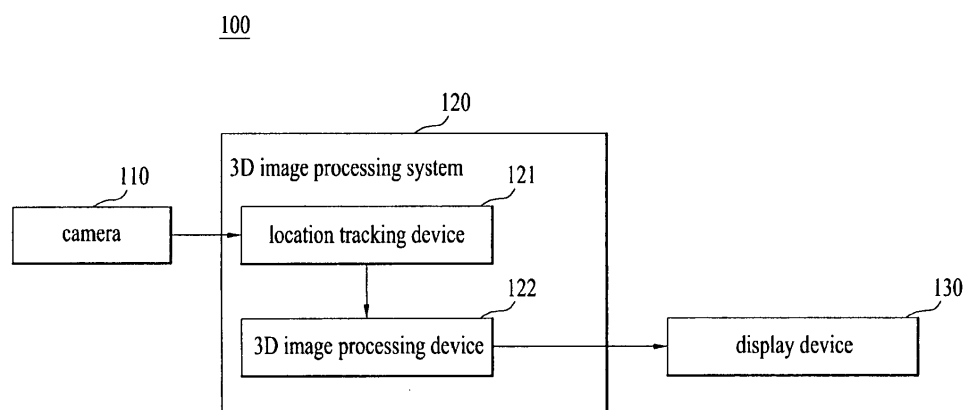 100
120
3D image processing system
110
121
camera
location tracking device
122
130
3D image processing device
display device